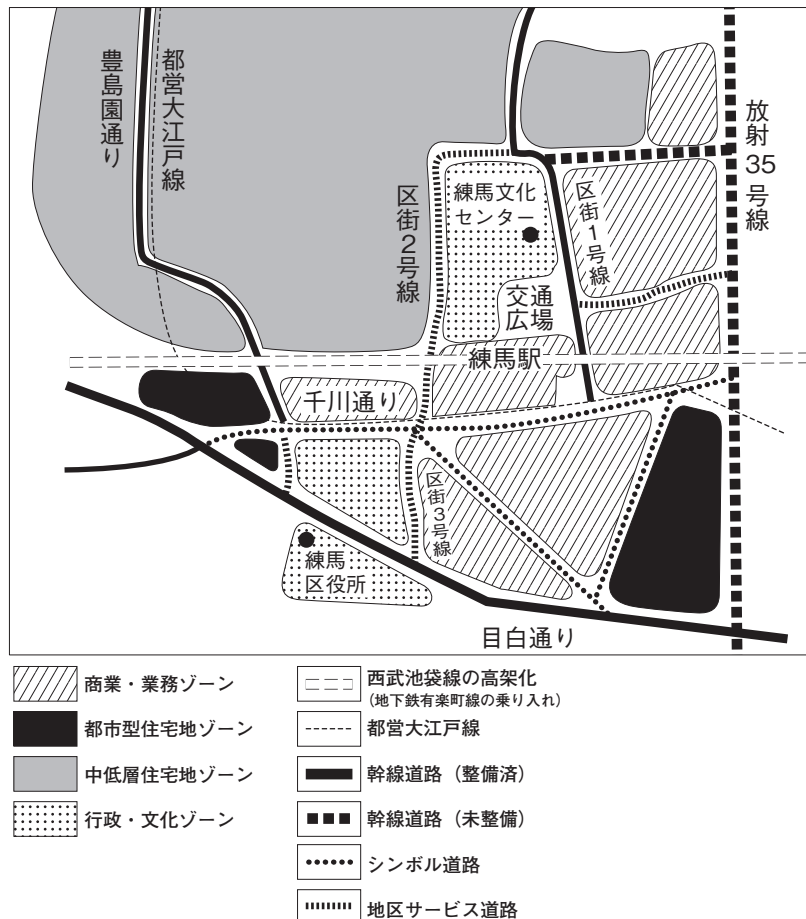 豊島園通り
都営大江戸線
区街2号線
練馬文化
センター
区街1号線
放射35号線
交通
広場
練馬駅
千川通り
区街3号線
練馬
区役所
目白通り
商業・業務ゾーン
都市型住宅地ゾーン
中低層住宅地ゾーン
行政・文化ゾーン
西武池袋線の高架化
(地下鉄有楽町線の乗り入れ)
都営大江戸線
幹線道路(整備済)
幹線道路(未整備)
シンボル道路
地区サービス道路